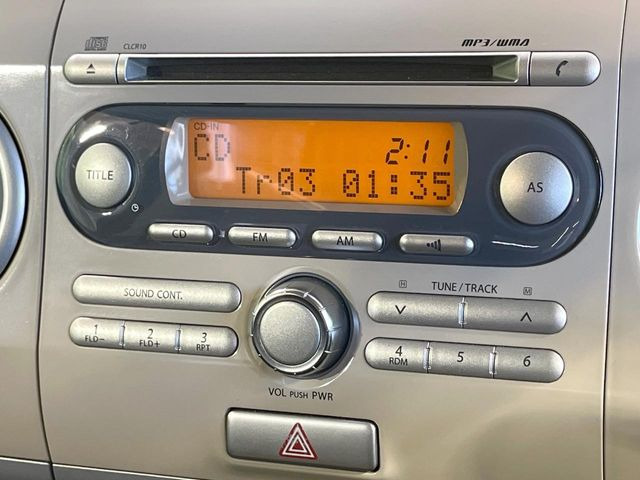 CLCR10 MP3/WMA
CD-IN
CD 2:11
Tr03 01:35
TITLE
AS
CD FM AM
SOUND CONT.
N TUNE/TRACK M
1 FLD− 2 FLD+ 3 RPT
4 RDM 5 6
VOL PUSH PWR